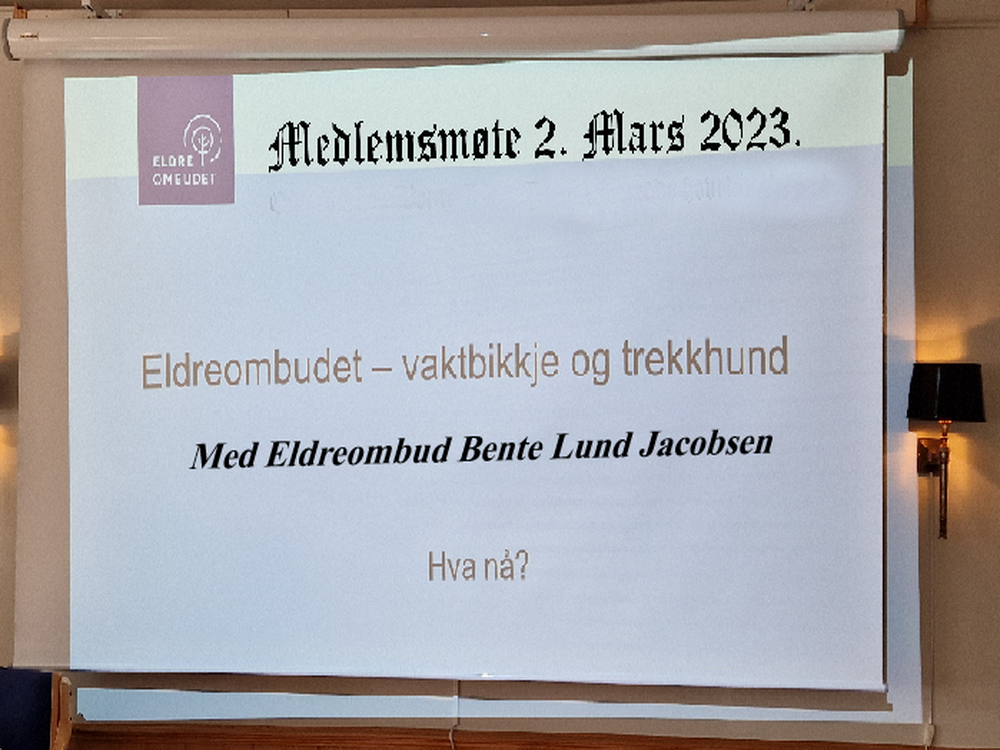 ELDRE
OMBUDET
Medlemsmøte 2. Mars 2023.
Eldreombudet – vaktbikkje og trekkhund
Med Eldreombud Bente Lund Jacobsen
Hva nå?